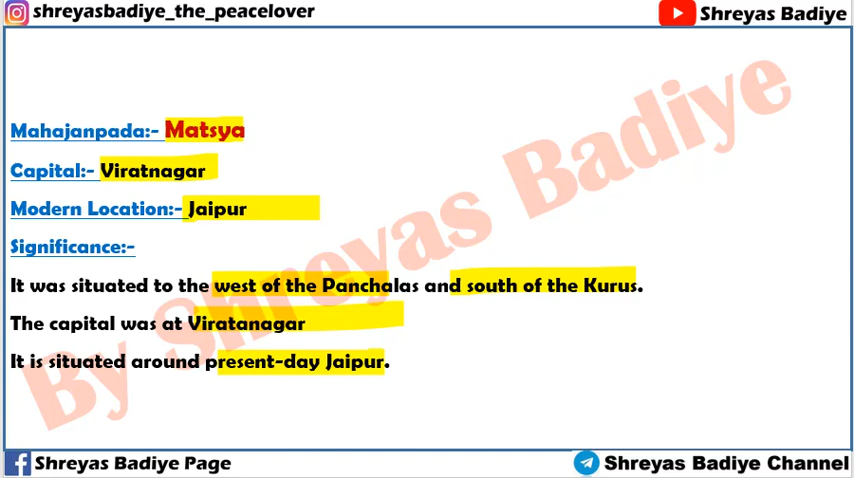 shreyasbadiye_the_peacelover
Shreyas Badiye
Mahajanpada:- Matsya
Capital:- Viratnagar
Modern Location:- Jaipur
Significance:-
It was situated to the west of the Panchalas and south of the Kurus.
The capital was at Viratanagar
It is situated around present-day Jaipur.
By Shreyas Badiye
Shreyas Badiye Page
Shreyas Badiye Channel